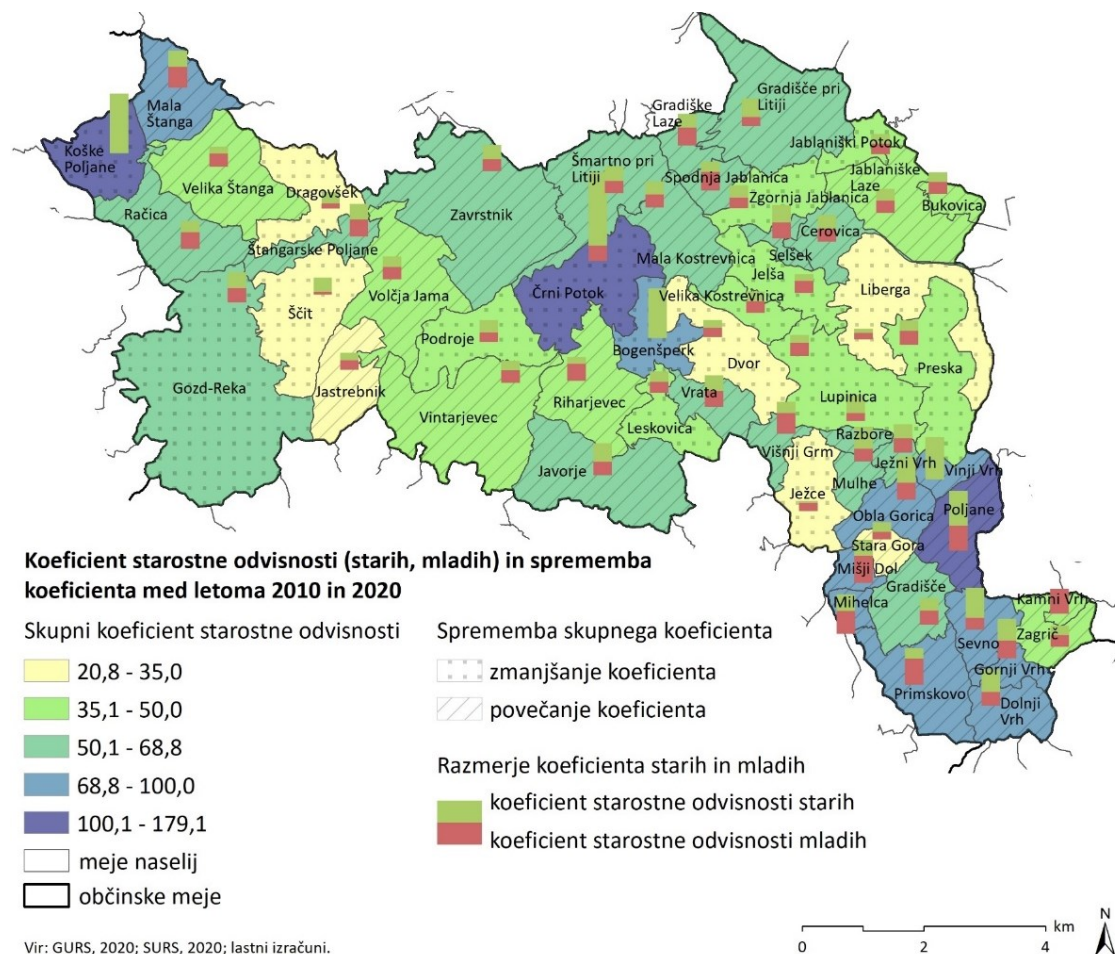 Gradišče pri
Litiji
Gradiške
Laze
Mala
Štanga
Koške
Poljane
Jablaniški Potok
Šmartno pri
Litiji
Spodnja Jablanica
Jablaniške
Laze
Velika Štanga
Dragovšek
Zgornja Jablanica
Bukovica
Račica
Zavrstnik
Cerovica
Štangarske Poljane
Mala Kostrevnica
Selšek
Jelša
Volčja Jama
Črni Potok
Velika Kostrevnica
Liberga
Ščit
Podroje
Bogenšperk
Dvor
Preska
Gozd-Reka
Jastrebnik
Riharjevec
Vrata
Lupinica
Vintarjevec
Leskovica
Razbore
Višnji Grm
Ježni Vrh
Vinji Vrh
Javorje
Mulhe
Ježce
Obla Gorica
Poljane
Stara Gora
Mišji Dol
Gradišče
Mihelca
Kamni Vrh
Sevno
Zagrič
Gornji Vrh
Primskovo
Dolnji
Vrh
Koeficient starostne odvisnosti (starih, mladih) in sprememba
koeficienta med letoma 2010 in 2020
Skupni koeficient starostne odvisnosti
20,8 - 35,0
35,1 - 50,0
50,1 - 68,8
68,8 - 100,0
100,1 - 179,1
meje naselij
občinske meje
Sprememba skupnega koeficienta
zmanjšanje koeficienta
povečanje koeficienta
Razmerje koeficienta starih in mladih
koeficient starostne odvisnosti starih
koeficient starostne odvisnosti mladih
Vir: GURS, 2020; SURS, 2020; lastni izračuni.
km
0 2 4
N